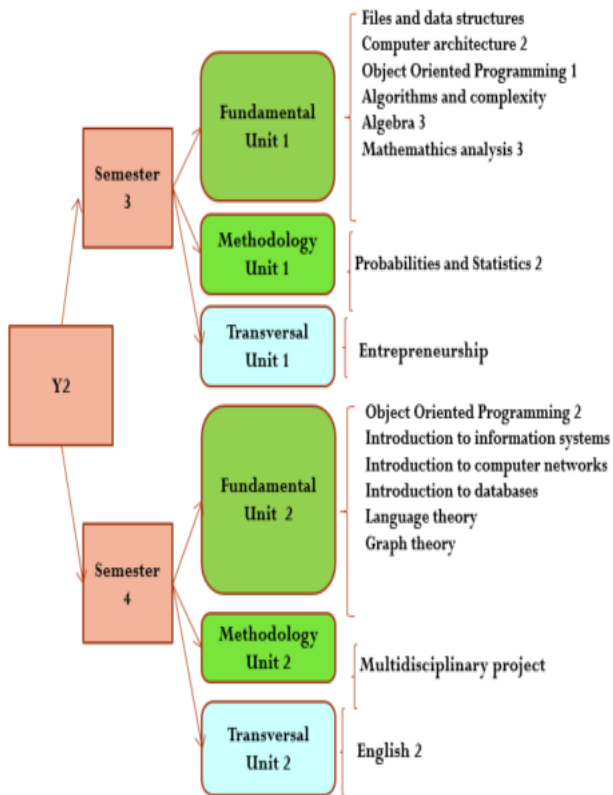 Y2
Semester
3
Fundamental
Unit 1
Files and data structures
Computer architecture 2
Object Oriented Programming 1
Algorithms and complexity
Algebra 3
Mathemathics analysis 3
Methodology
Unit 1
Probabilities and Statistics 2
Transversal
Unit 1
Entrepreneurship
Semester
4
Fundamental
Unit 2
Object Oriented Programming 2
Introduction to information systems
Introduction to computer networks
Introduction to databases
Language theory
Graph theory
Methodology
Unit 2
Multidisciplinary project
Transversal
Unit 2
English 2